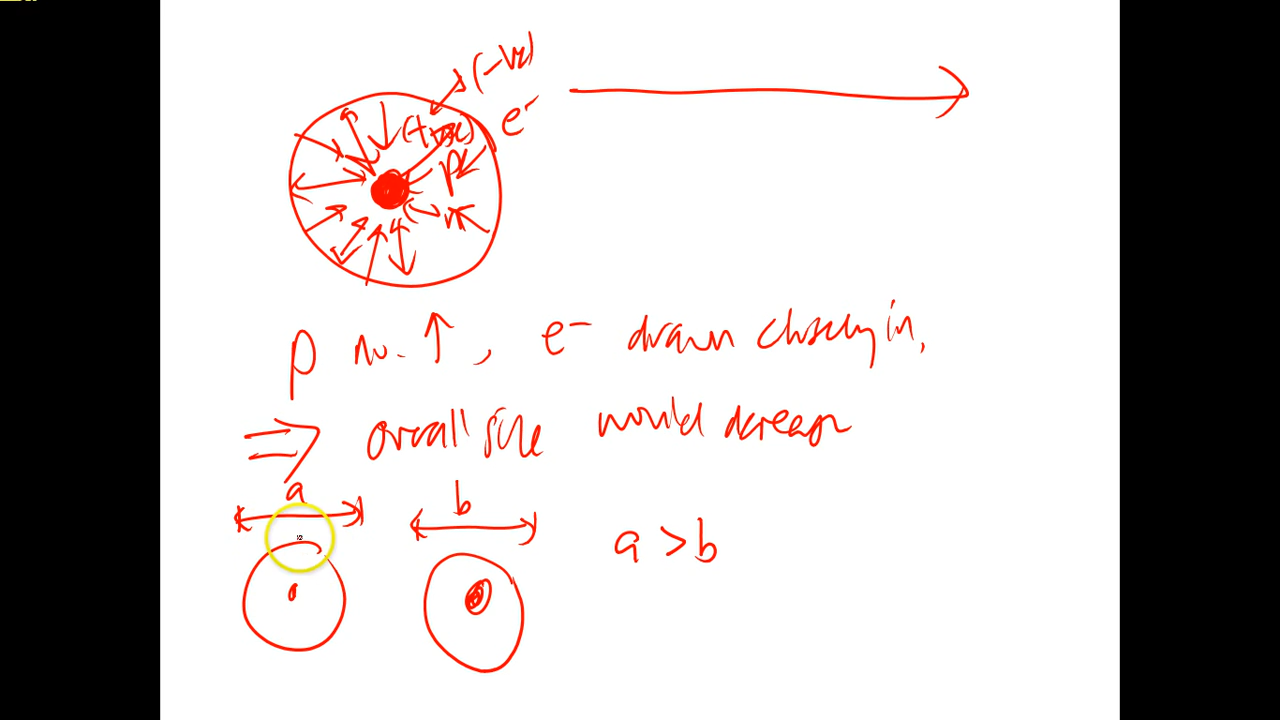 (-ve)
(+ve)
e⁻
p
n
p no. ↑, e⁻ drawn closely in,
⇒ overall size would decrease
a b
a > b